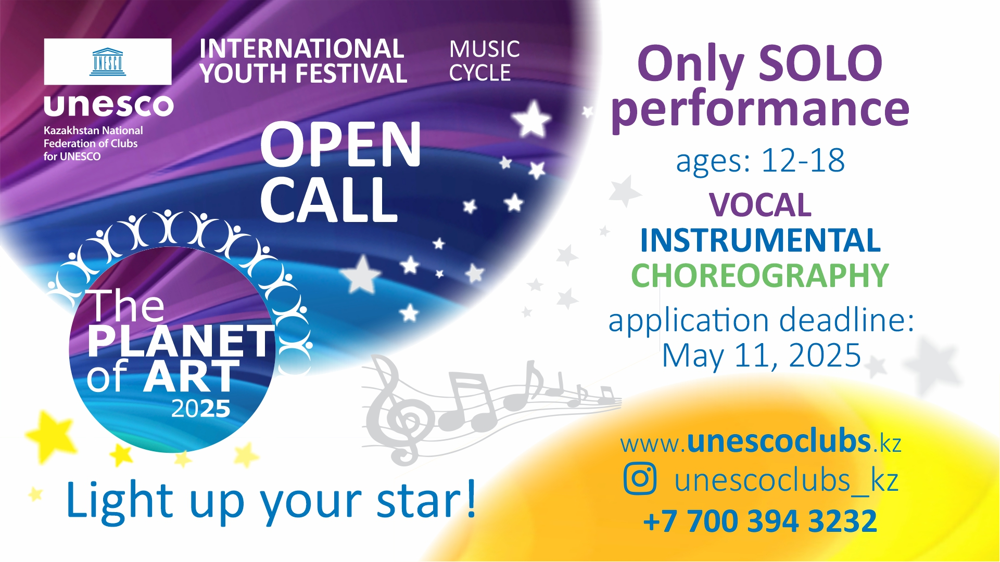 UNESCO
unesco
Kazakhstan National
Federation of Clubs
for UNESCO
INTERNATIONAL
YOUTH FESTIVAL
MUSIC
CYCLE
OPEN
CALL
The
PLANET
of ART
2025
Light up your star!
Only SOLO
performance
ages: 12-18
VOCAL
INSTRUMENTAL
CHOREOGRAPHY
application deadline:
May 11, 2025
www.unescoclubs.kz
unescoclubs_kz
+7 700 394 3232